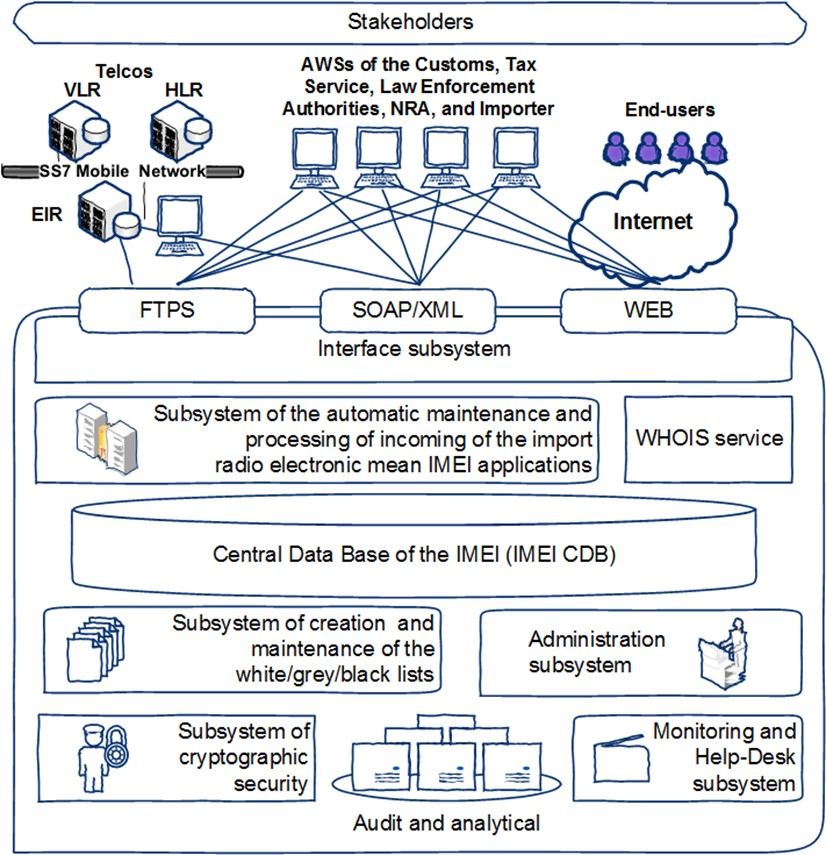 Stakeholders
Telcos
VLR
HLR
SS7 Mobile Network
EIR
AWSs of the Customs, Tax
Service, Law Enforcement
Authorities, NRA, and Importer
End-users
Internet
FTPS
SOAP/XML
WEB
Interface subsystem
Subsystem of the automatic maintenance and
processing of incoming of the import
radio electronic mean IMEI applications
WHOIS service
Central Data Base of the IMEI (IMEI CDB)
Subsystem of creation and
maintenance of the
white/grey/black lists
Administration
subsystem
Subsystem of
cryptographic
security
Audit and analytical
Monitoring and
Help-Desk
subsystem